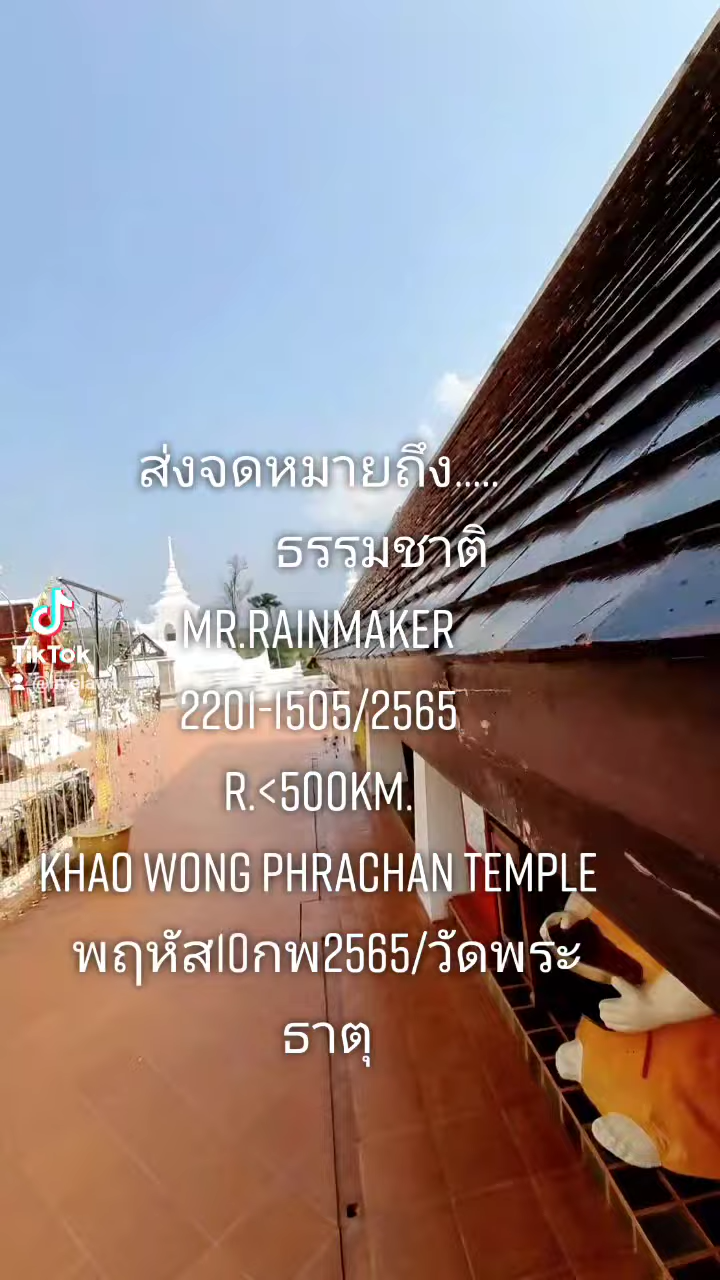 ส่งจดหมายถึง.....
ธรรมชาติ
MR.RAINMAKER
TikTok
2201-1505/2565
R.<500KM.
KHAO WONG PHRACHAN TEMPLE
พฤหัส10กพ2565/วัดพระ
ธาตุ